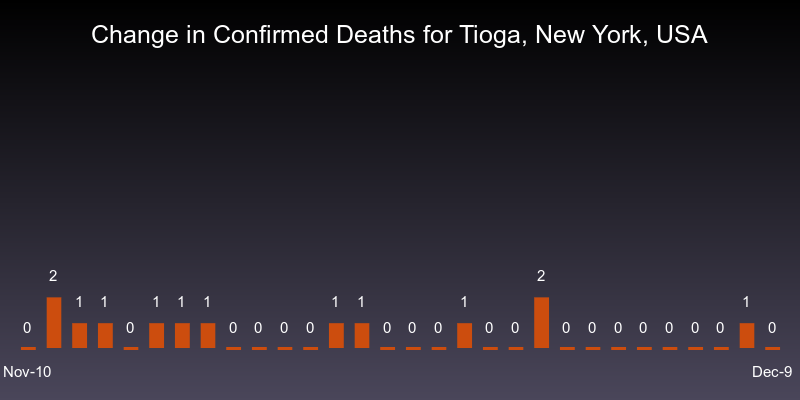 Change in Confirmed Deaths for Tioga, New York, USA
0 2 1 1 0 1 1 1 0 0 0 0 1 1 0 0 0 1 0 0 2 0 0 0 0 0 0 0 1 0
Nov-10 Dec-9